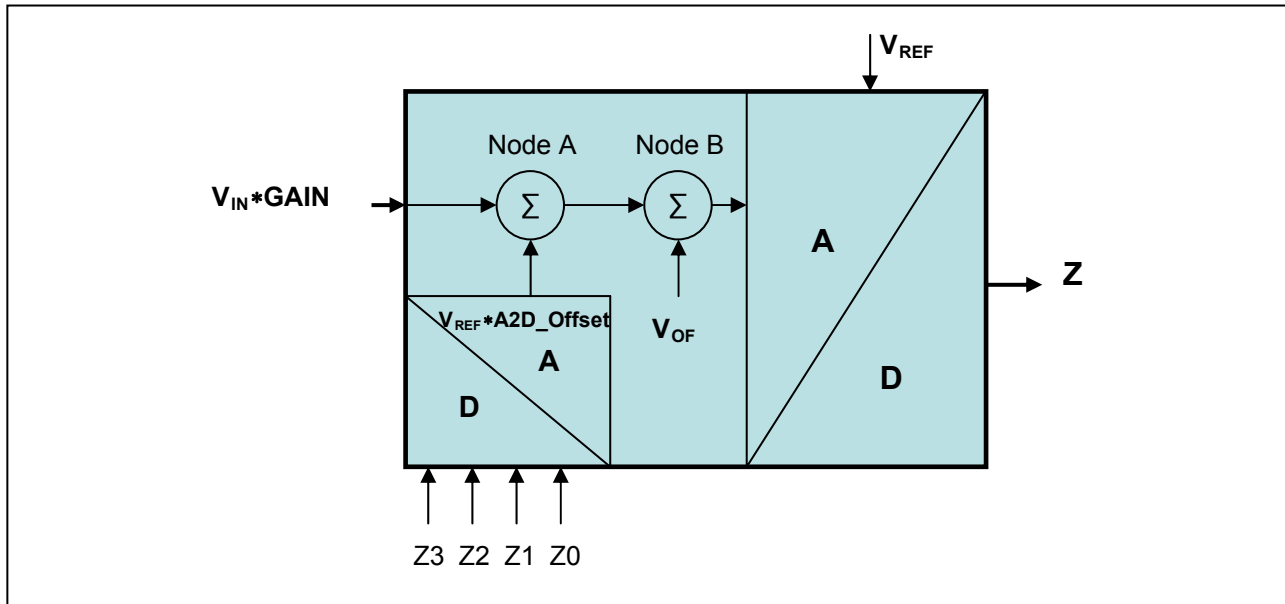 V_REF
Node A Node B
V_IN*GAIN
Σ Σ
A
Z
V_REF*A2D_Offset
V_OF
A
D
D
Z3 Z2 Z1 Z0